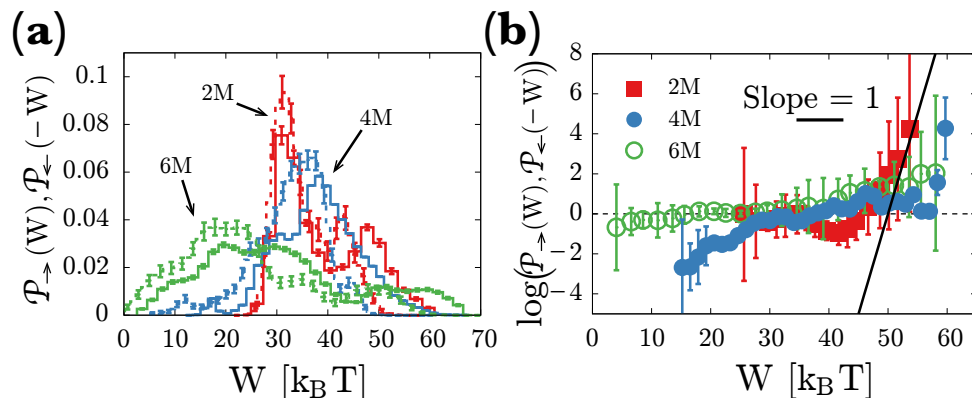 (a)
𝒫→(W),𝒫←(−W)
0.1
0.08
0.06
0.04
0.02
0
2M
4M
6M
0 10 20 30 40 50 60 70
W [k_B T]
(b)
log(𝒫→(W),𝒫←(−W)
8
6
4
2
0
−2
−4
2M
4M
6M
Slope = 1
0 10 20 30 40 50 60
W [k_B T]